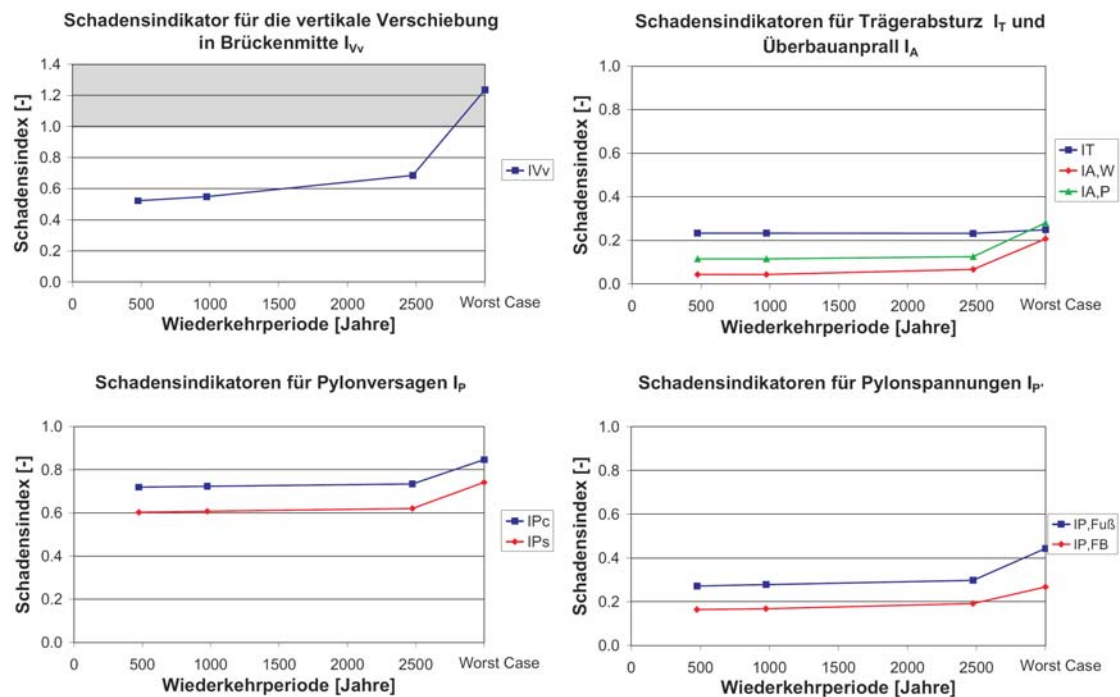 Schadensindikator für die vertikale Verschiebung
in Brückenmitte IVv
Schadensindex [-]
1.4
1.2
1.0
0.8
0.6
0.4
0.2
0.0
0 500 1000 1500 2000 2500 Worst Case
Wiederkehrperiode [Jahre]
IVv
Schadensindikatoren für Trägerabsturz IT und
Überbauanprall IA
Schadensindex [-]
1.0
0.8
0.6
0.4
0.2
0.0
0 500 1000 1500 2000 2500 Worst Case
Wiederkehrperiode [Jahre]
IT
IA,W
IA,P
Schadensindikatoren für Pylonversagen IP
Schadensindex [-]
1.0
0.8
0.6
0.4
0.2
0.0
0 500 1000 1500 2000 2500 Worst Case
Wiederkehrperiode [Jahre]
IPc
IPs
Schadensindikatoren für Pylonspannungen IP'
Schadensindex [-]
1.0
0.8
0.6
0.4
0.2
0.0
0 500 1000 1500 2000 2500 Worst Case
Wiederkehrperiode [Jahre]
IP,Fuß
IP,FB